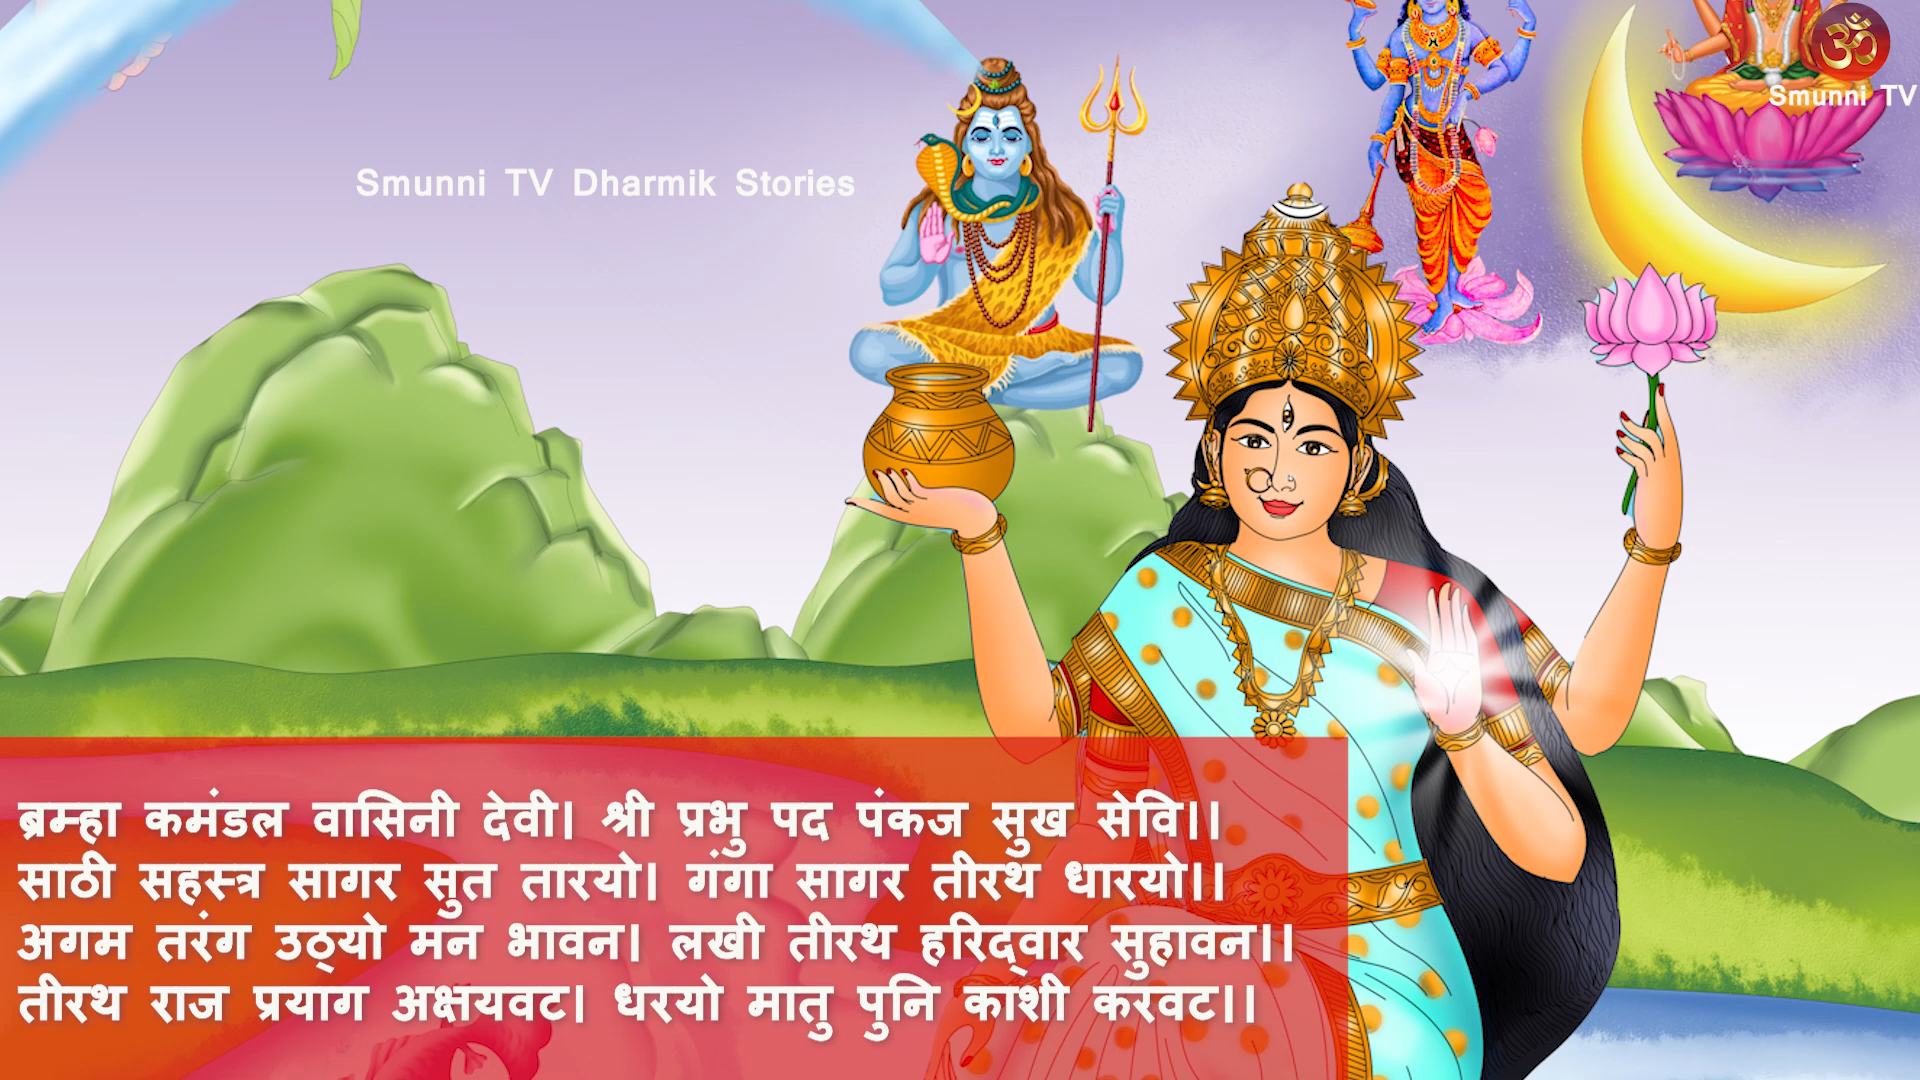 ॐ
Smunni TV
Smunni TV Dharmik Stories
ब्रम्हा कमंडल वासिनी देवी| श्री प्रभु पद पंकज सुख सेवि||
साठी सहस्त्र सागर सुत तारयो| गंगा सागर तीरथ धारयो||
अगम तरंग उठ्यो मन भावन| लखी तीरथ हरिद्वार सुहावन||
तीरथ राज प्रयाग अक्षयवट| धरयो मातु पुनि काशी करवट||